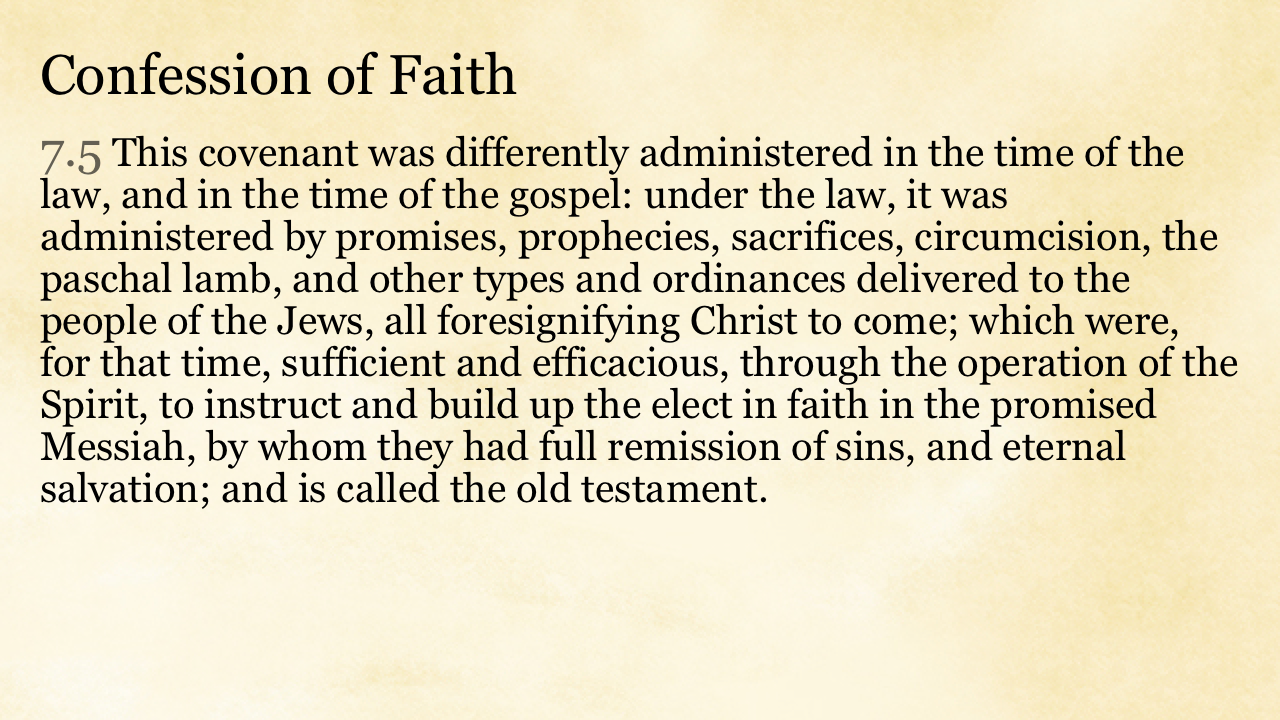 Confession of Faith
7.5 This covenant was differently administered in the time of the
law, and in the time of the gospel: under the law, it was
administered by promises, prophecies, sacrifices, circumcision, the
paschal lamb, and other types and ordinances delivered to the
people of the Jews, all foresignifying Christ to come; which were,
for that time, sufficient and efficacious, through the operation of the
Spirit, to instruct and build up the elect in faith in the promised
Messiah, by whom they had full remission of sins, and eternal
salvation; and is called the old testament.